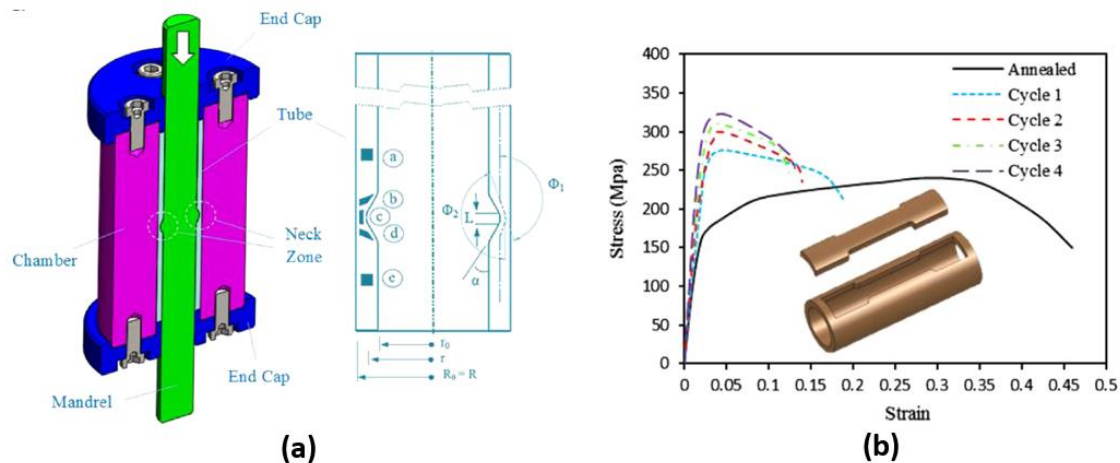 End Cap
Tube
Neck
Zone
Chamber
End Cap
Mandrel
a
b
c
d
e
Φ1
Φ2
L
α
r0
r
R0 = R
(a)
400
350
300
250
200
150
100
50
0
Stress (Mpa)
Annealed
Cycle 1
Cycle 2
Cycle 3
Cycle 4
0 0.05 0.1 0.15 0.2 0.25 0.3 0.35 0.4 0.45 0.5
Strain
(b)